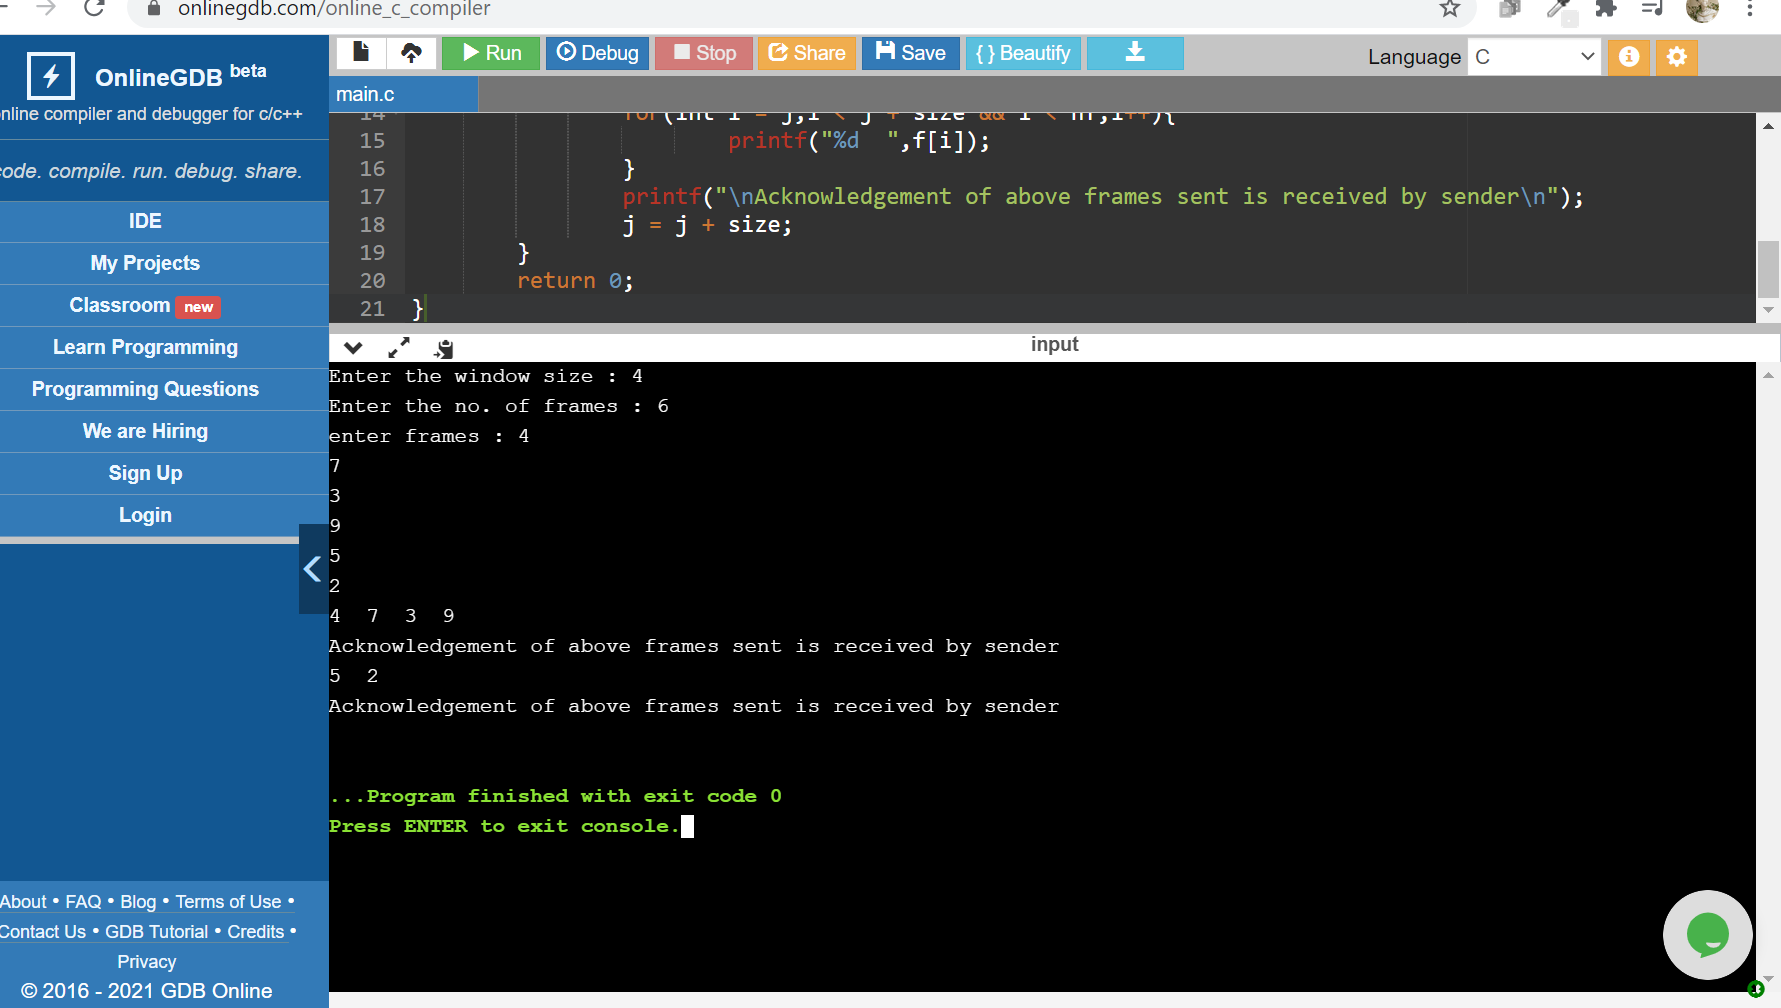 onlinegdb.com/online_c_compiler
OnlineGDB beta
nline compiler and debugger for c/c++
code. compile. run. debug. share.
IDE
My Projects
Classroom new
Learn Programming
Programming Questions
We are Hiring
Sign Up
Login
About • FAQ • Blog • Terms of Use •
Contact Us • GDB Tutorial • Credits •
Privacy
© 2016 - 2021 GDB Online
Run Debug Stop Share Save { } Beautify
Language C
main.c
14 for(int i = j;i < j + size && i < nf;i++){
15 printf("%d  ",f[i]);
16 }
17 printf("\nAcknowledgement of above frames sent is received by sender\n");
18 j = j + size;
19 }
20 return 0;
21 }
input
Enter the window size : 4
Enter the no. of frames : 6
enter frames : 4
7
3
9
5
2
4  7  3  9
Acknowledgement of above frames sent is received by sender
5  2
Acknowledgement of above frames sent is received by sender
...Program finished with exit code 0
Press ENTER to exit console.